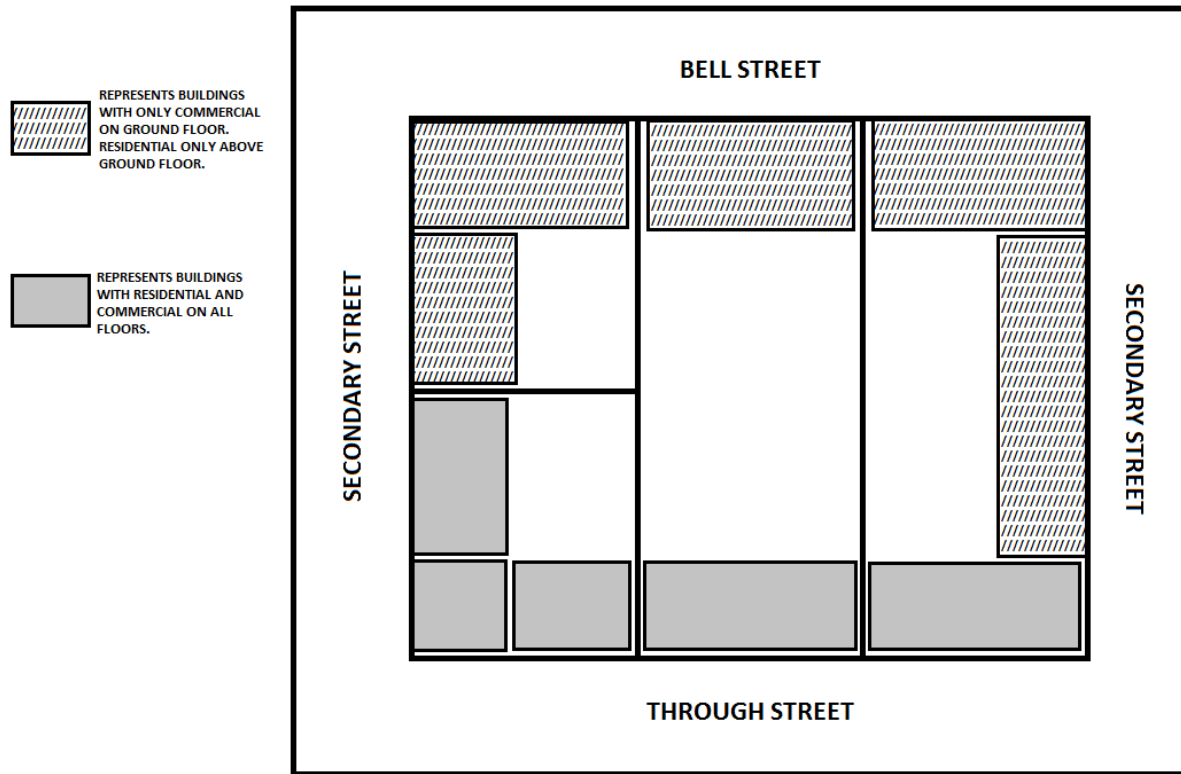 REPRESENTS BUILDINGS
WITH ONLY COMMERCIAL
ON GROUND FLOOR.
RESIDENTIAL ONLY ABOVE
GROUND FLOOR.
REPRESENTS BUILDINGS
WITH RESIDENTIAL AND
COMMERCIAL ON ALL
FLOORS.
BELL STREET
SECONDARY STREET
SECONDARY STREET
THROUGH STREET